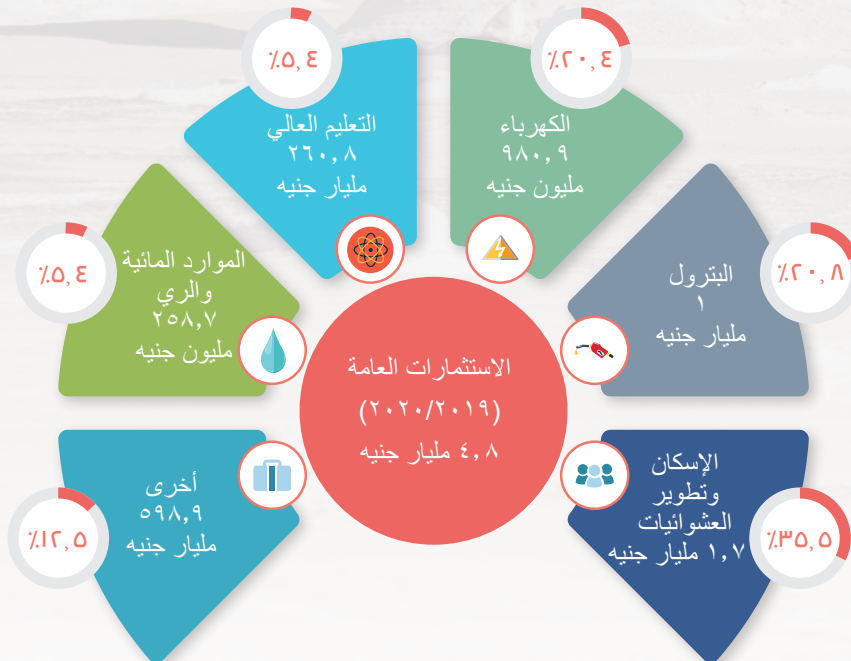 ٪٢٠,٤
الكهرباء
٩٨٠,٩
مليون جنيه
٪٥,٤
التعليم العالي
٢٦٠,٨
مليار جنيه
٪٢٠,٨
البترول
١
مليار جنيه
٪٥,٤
الموارد المائية
والري
٢٥٨,٧
مليون جنيه
الاستثمارات العامة
(٢٠٢٠/٢٠١٩)
٤,٨ مليار جنيه
٪٣٥,٥
الإسكان
وتطوير
العشوائيات
١,٧ مليار جنيه
٪١٢,٥
أخرى
٥٩٨,٩
مليار جنيه